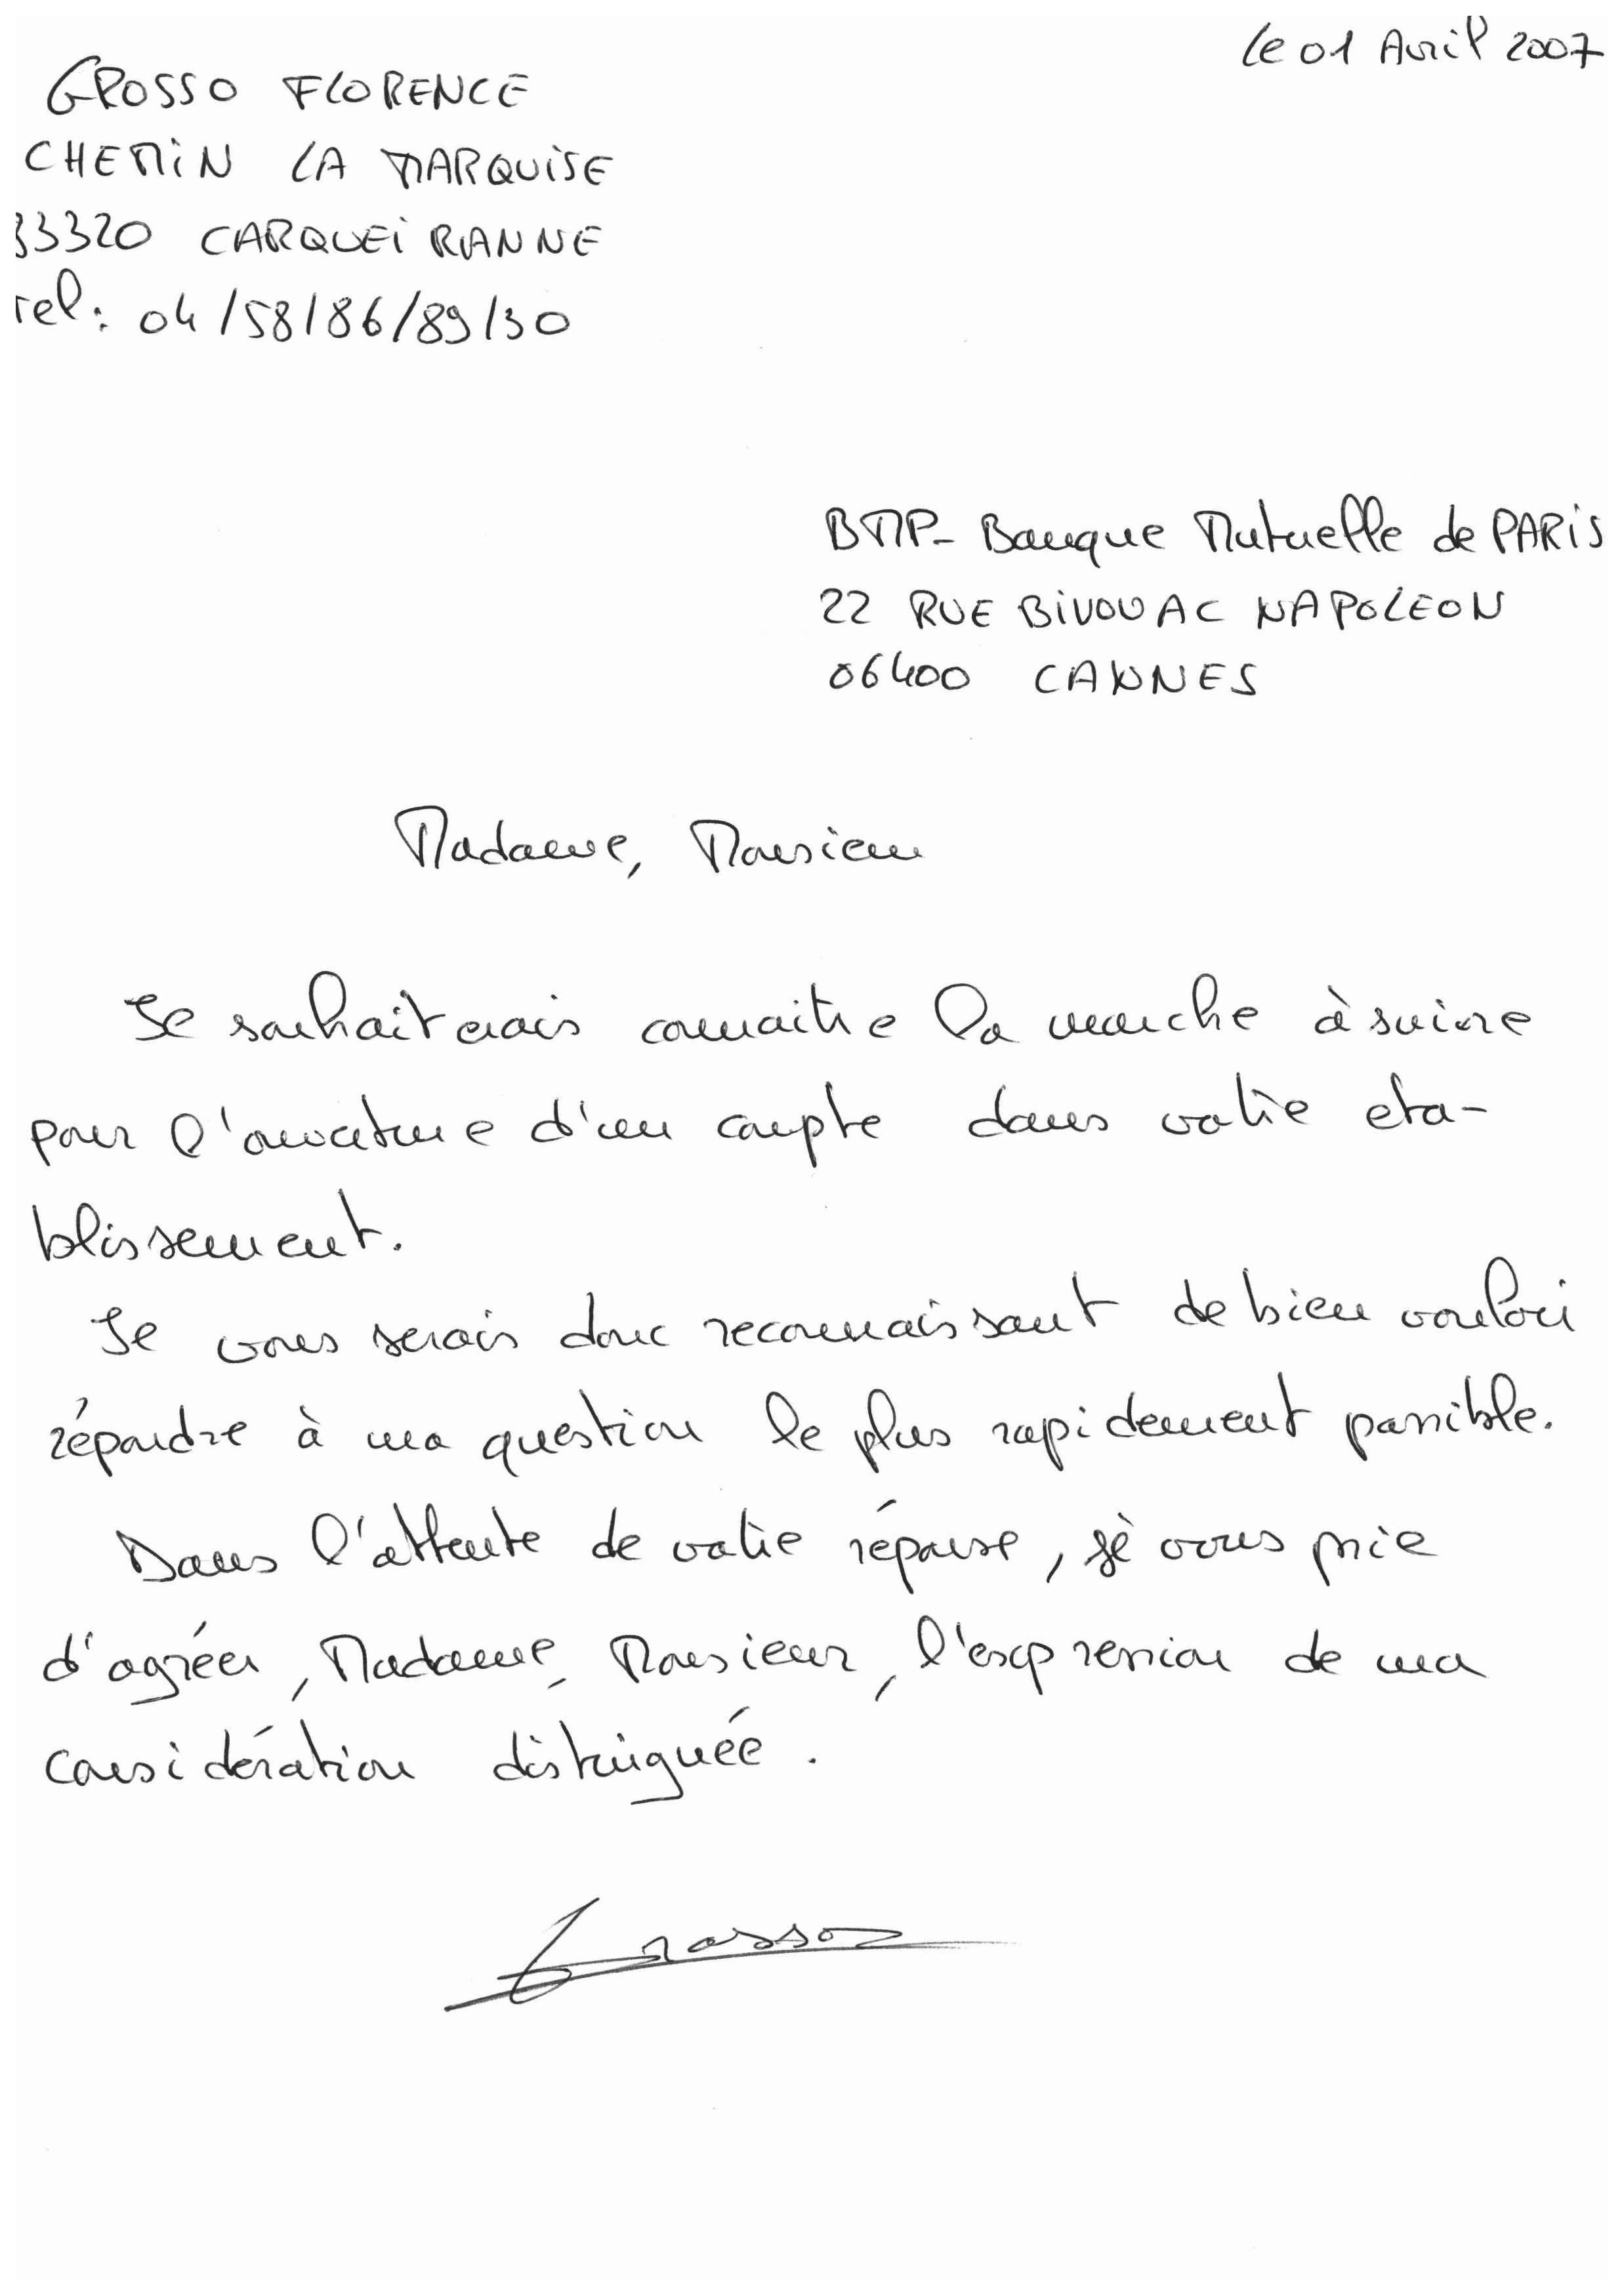 le 01 Avril 2007
GROSSO FLORENCE
CHEMIN LA MARQUISE
33320 CARQUEIRANNE
Tel: 04/58/86/89/30
BMP- Banque Mutuelle de PARIS
22 RUE BIVOUAC NAPOLEON
06400 CANNES
Madame, Monsieur
Je souhaiterais connaitre la marche à suivre
pour l'ouverture d'un compte dans votre eta-
blissement.
Je vous serais donc reconnaissant de bien vouloir
répondre à ma question le plus rapidement possible.
Dans l'attente de votre réponse, je vous prie
d'agréer, Madame, Monsieur, l'expression de ma
considération distinguée.
Grosso